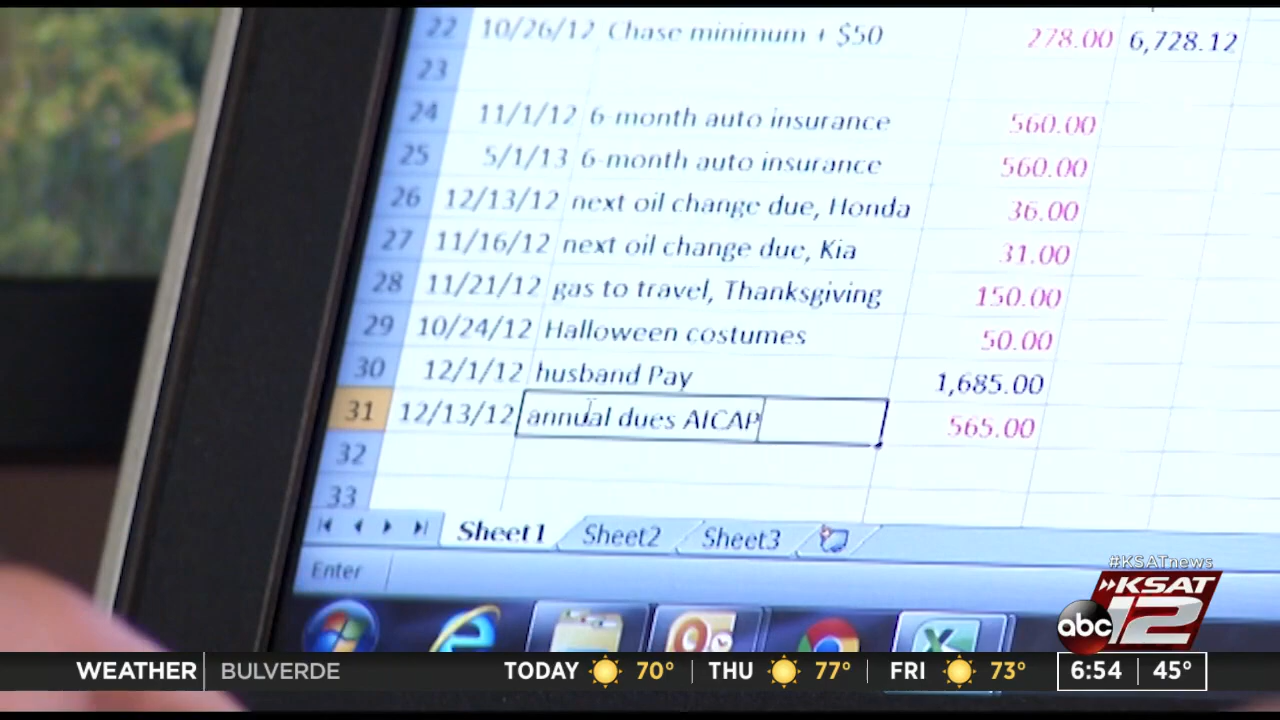 22 10/26/12 Chase minimum + $50 278.00 6,728.12
23
24 11/1/12 6-month auto insurance 560.00
25 5/1/13 6-month auto insurance 560.00
26 12/13/12 next oil change due, Honda 36.00
27 11/16/12 next oil change due, Kia 31.00
28 11/21/12 gas to travel, Thanksgiving 150.00
29 10/24/12 Halloween costumes 50.00
30 12/1/12 husband Pay 1,685.00
31 12/13/12 annual dues AICAP 565.00
32
33
Sheet1 Sheet2 Sheet3
Enter
#KSATnews
KSAT
abc 12
WEATHER BULVERDE TODAY 70° THU 77° FRI 73° 6:54 45°